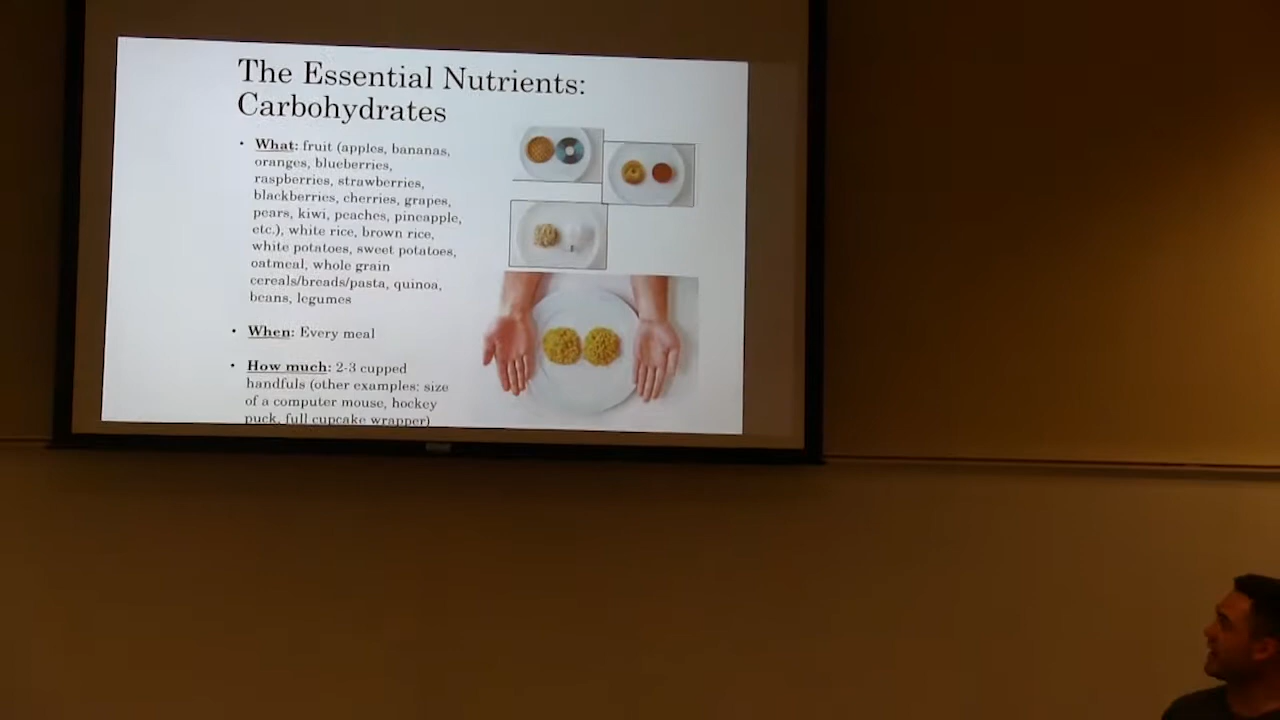 The Essential Nutrients:
Carbohydrates
• What: fruit (apples, bananas,
oranges, blueberries,
raspberries, strawberries,
blackberries, cherries, grapes,
pears, kiwi, peaches, pineapple,
etc.), white rice, brown rice,
white potatoes, sweet potatoes,
oatmeal, whole grain
cereals/breads/pasta, quinoa,
beans, legumes
• When: Every meal
• How much: 2-3 cupped
handfuls (other examples: size
of a computer mouse, hockey
puck, full cupcake wrapper)